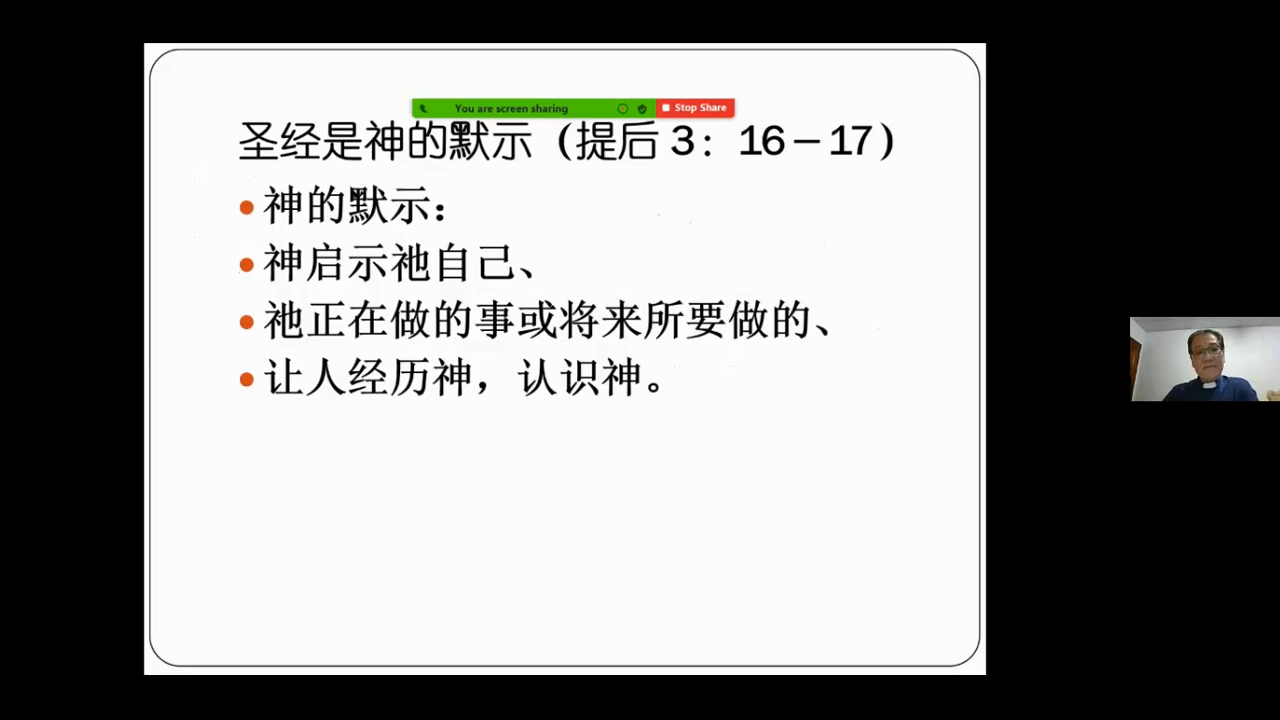 You are screen sharing Stop Share
圣经是神的默示（提后 3：16－17）
神的默示：
神启示祂自己、
祂正在做的事或将来所要做的、
让人经历神，认识神。